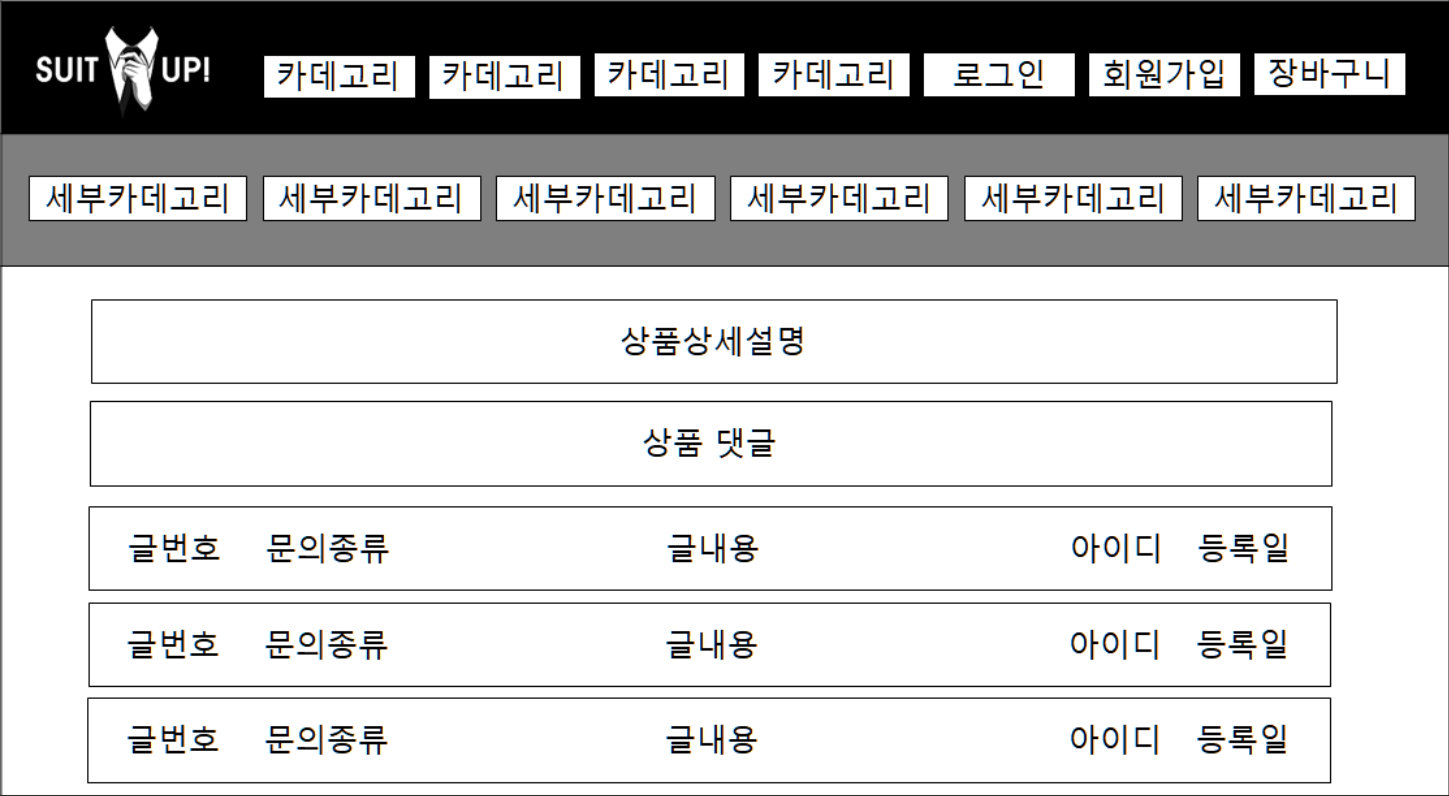 SUIT UP! 카데고리 카데고리 카데고리 카데고리 로그인 회원가입 장바구니
세부카데고리 세부카데고리 세부카데고리 세부카데고리 세부카데고리 세부카데고리
상품상세설명
상품 댓글
글번호 문의종류 글내용 아이디 등록일
글번호 문의종류 글내용 아이디 등록일
글번호 문의종류 글내용 아이디 등록일